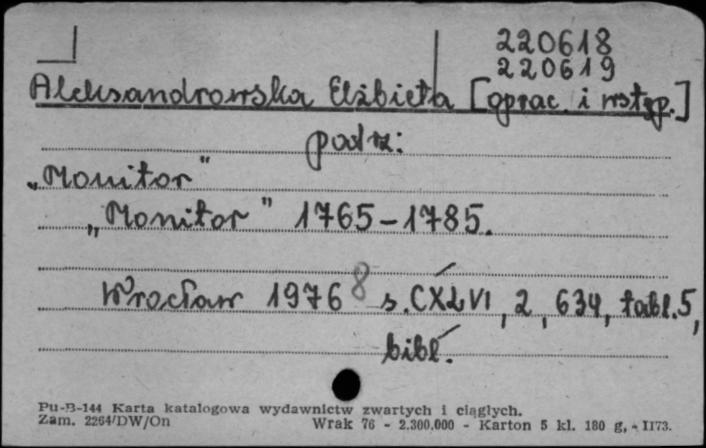 220618
220619
Aleksandrowska Elżbieta [oprac. i wstęp.]
podtz:
„Monitor"
„Monitor" 1765-1785.
Wrocław 1976 8 s. CXLVI, 2, 634, tabl. 5,
bibl.
Pu-B-144 Karta katalogowa wydawnictw zwartych i ciągłych.
Zam. 2264/DW/On Wrak 76 - 2.300.000 - Karton 5 kl. 180 g, - II73.